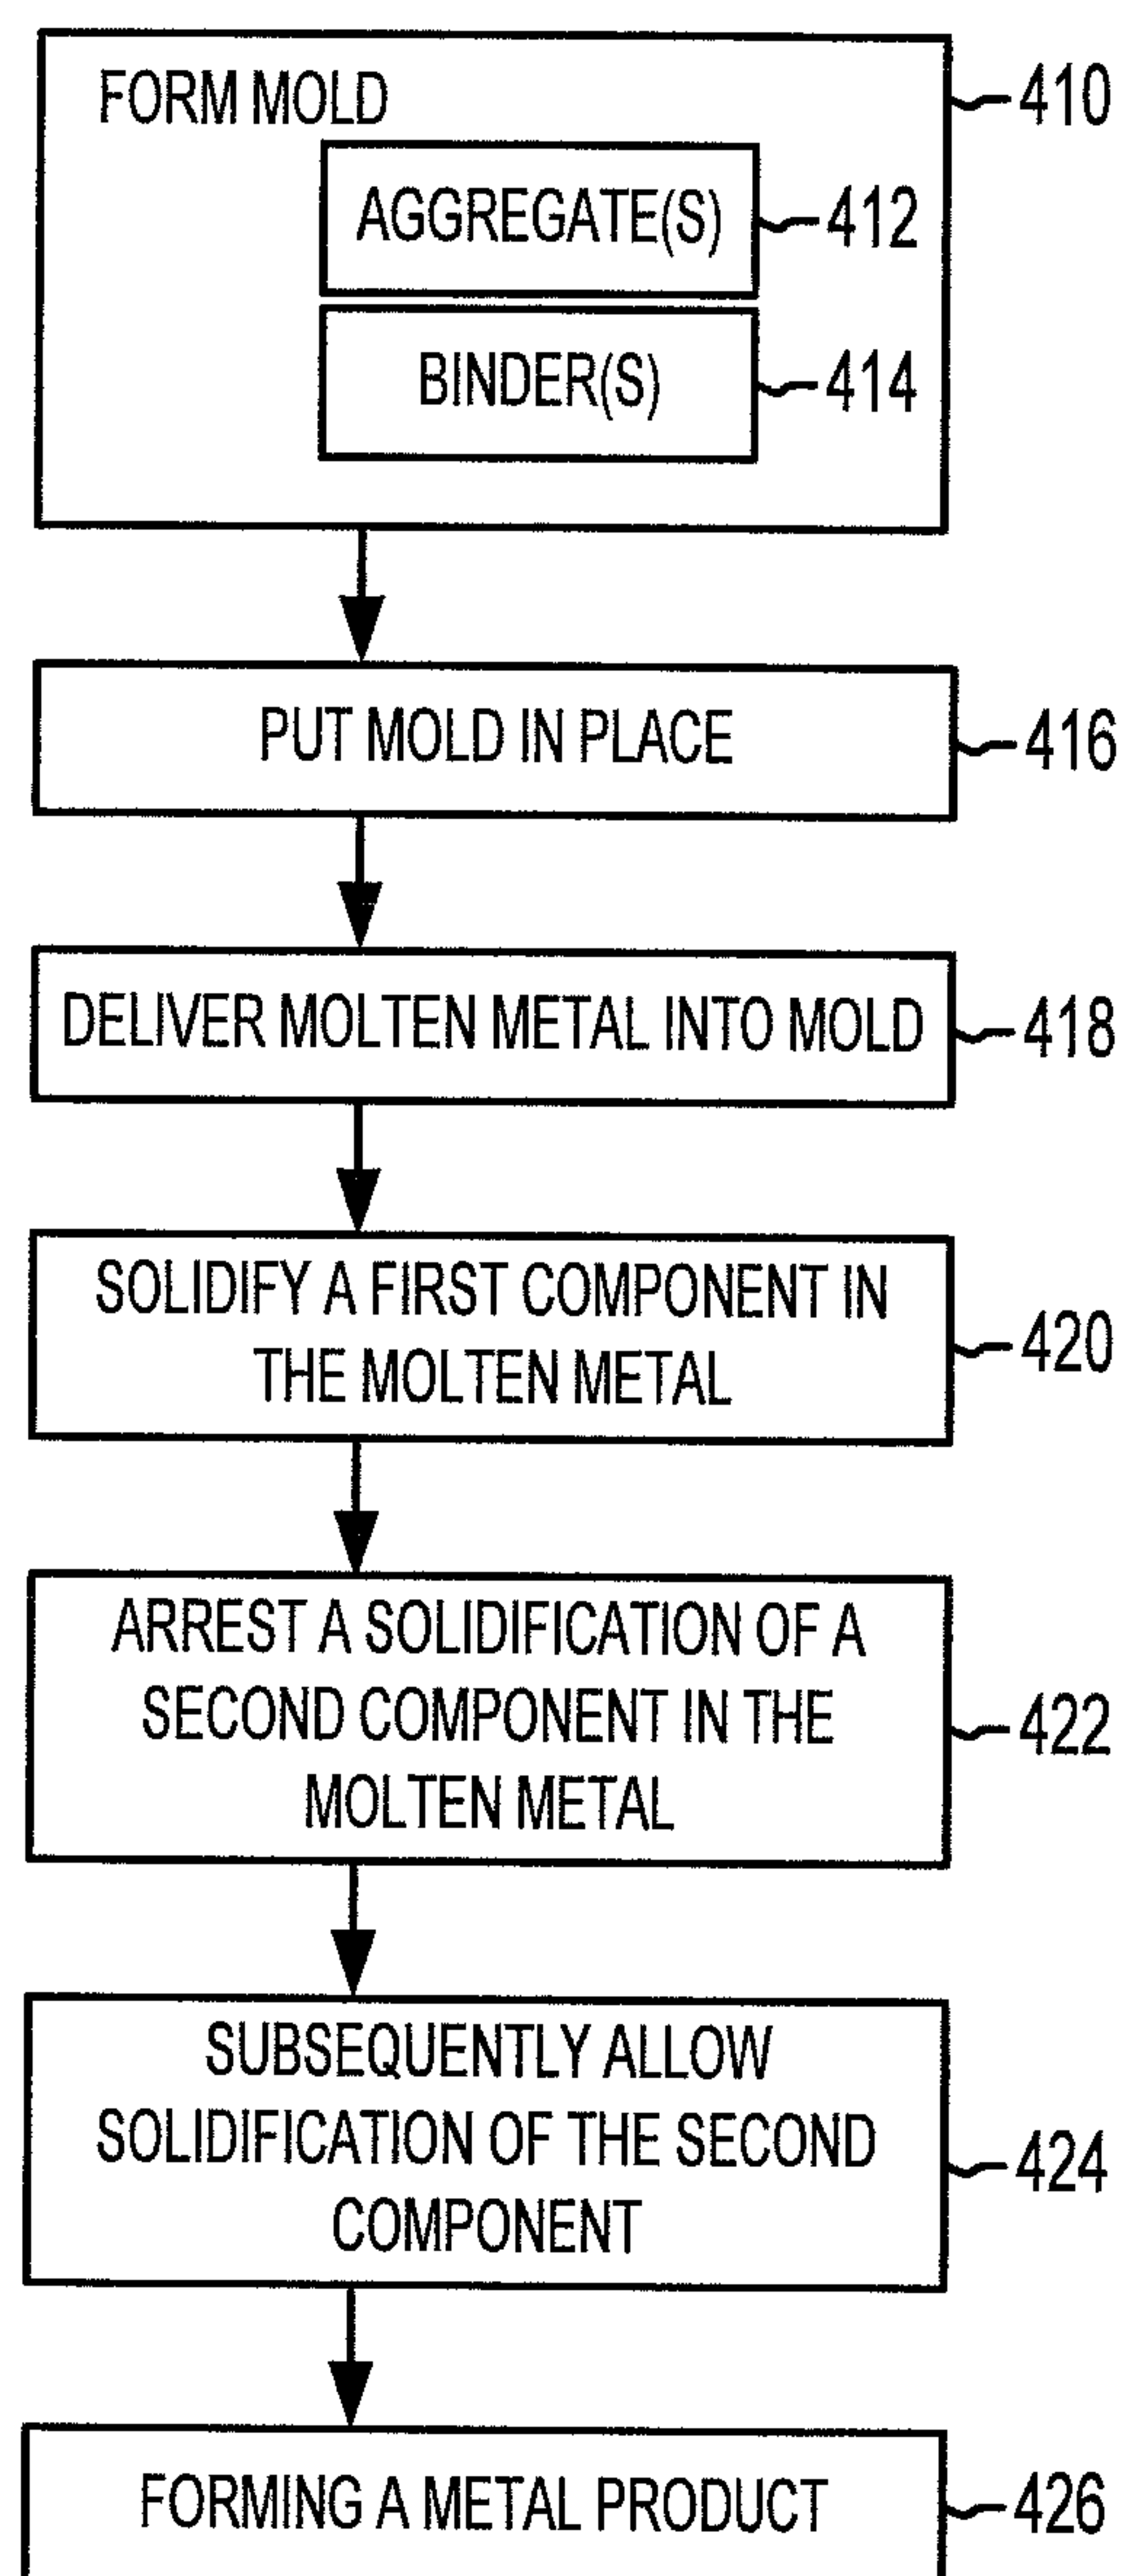 FORM MOLD
410
AGGREGATE(S)
412
BINDER(S)
414
PUT MOLD IN PLACE
416
DELIVER MOLTEN METAL INTO MOLD
418
SOLIDIFY A FIRST COMPONENT IN
THE MOLTEN METAL
420
ARREST A SOLIDIFICATION OF A
SECOND COMPONENT IN THE
MOLTEN METAL
422
SUBSEQUENTLY ALLOW
SOLIDIFICATION OF THE SECOND
COMPONENT
424
FORMING A METAL PRODUCT
426